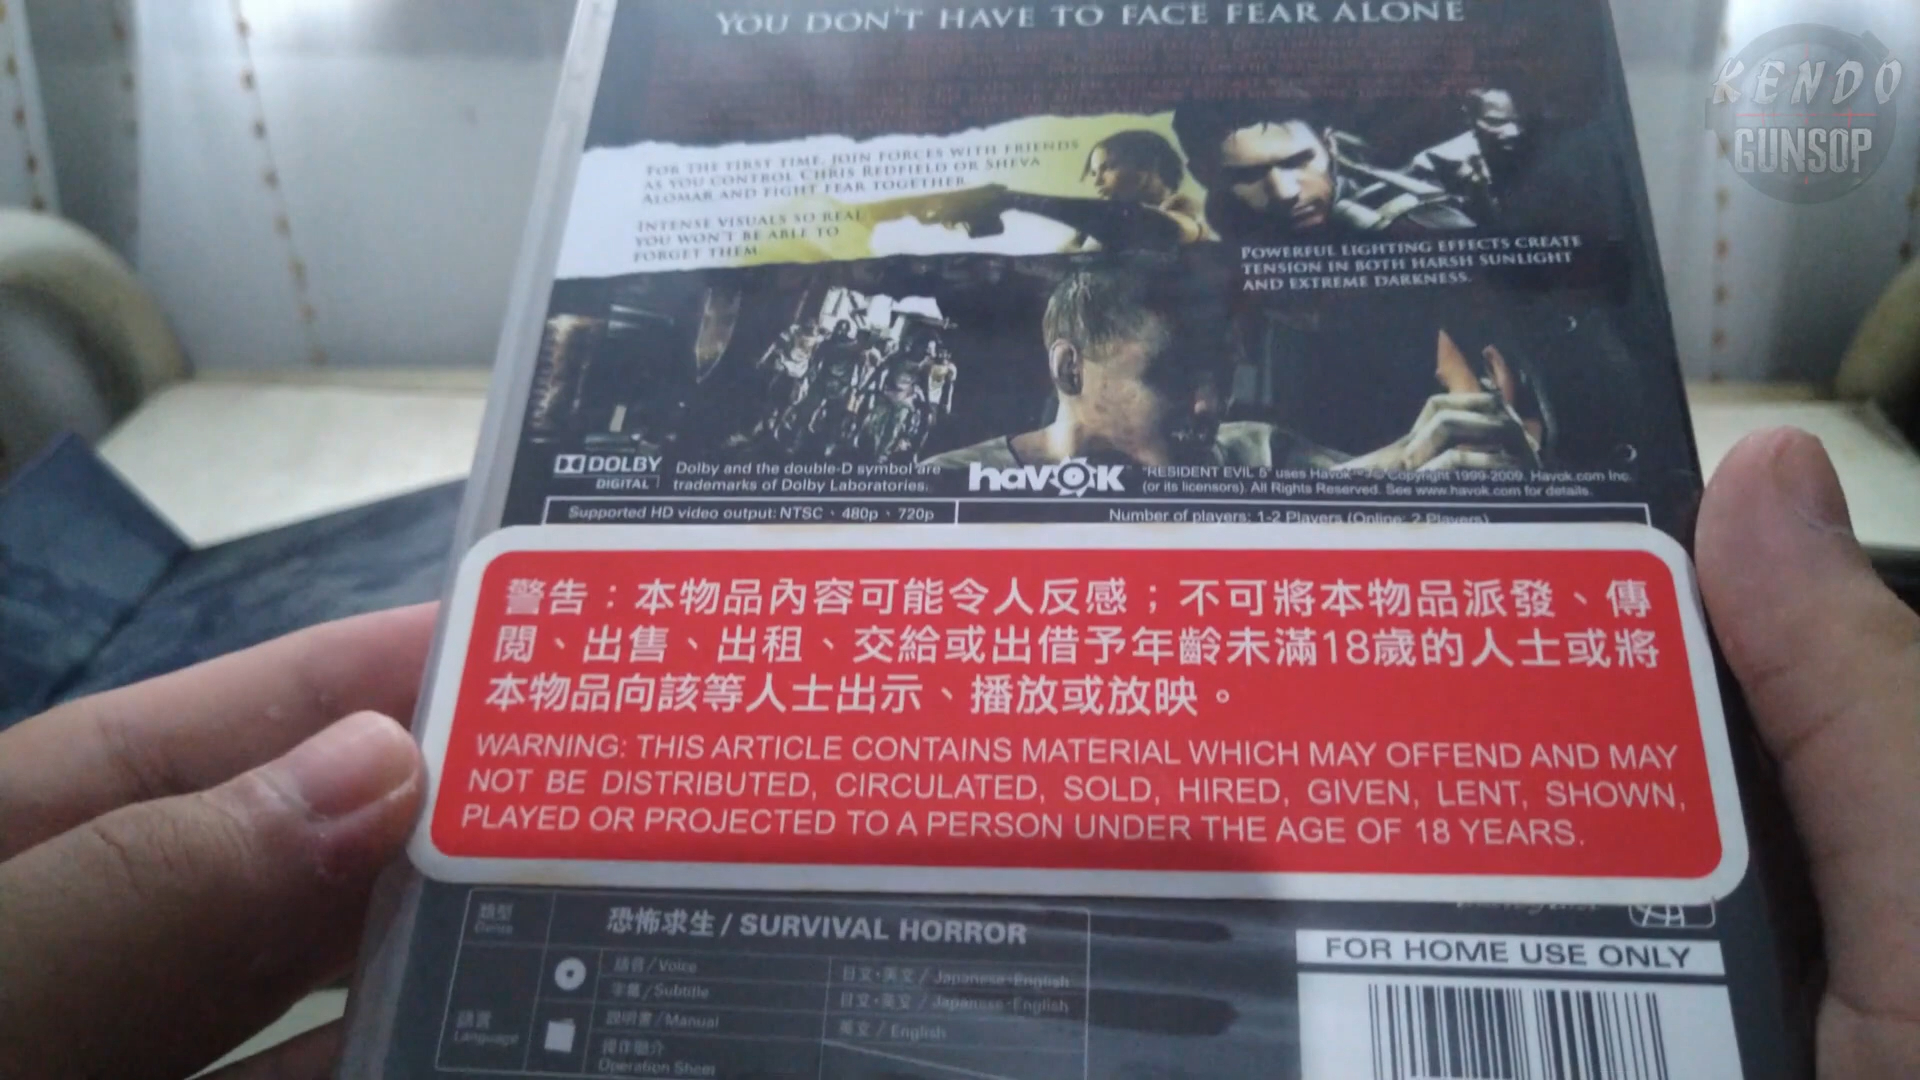 YOU DON'T HAVE TO FACE FEAR ALONE
KENDO
GUNSOP
FOR THE FIRST TIME, JOIN FORCES WITH FRIENDS
AS YOU CONTROL CHRIS REDFIELD OR SHEVA
ALOMAR AND FIGHT FEAR TOGETHER
INTENSE VISUALS SO REAL
YOU WON'T BE ABLE TO
FORGET THEM
POWERFUL LIGHTING EFFECTS CREATE
TENSION IN BOTH HARSH SUNLIGHT
AND EXTREME DARKNESS.
DOLBY
DIGITAL
Dolby and the double-D symbol are
trademarks of Dolby Laboratories.
havok
"RESIDENT EVIL 5" uses Havok™ © Copyright 1999-2009. Havok.com Inc.
(or its licensors). All Rights Reserved. See www.havok.com for details.
Supported HD video output: NTSC、480p、720p
Number of players: 1-2 Players (Online: 2 Players)
警告：本物品內容可能令人反感；不可將本物品派發、傳
閱、出售、出租、交給或出借予年齡未滿18歲的人士或將
本物品向該等人士出示、播放或放映。
WARNING: THIS ARTICLE CONTAINS MATERIAL WHICH MAY OFFEND AND MAY
NOT BE DISTRIBUTED, CIRCULATED, SOLD, HIRED, GIVEN, LENT, SHOWN,
PLAYED OR PROJECTED TO A PERSON UNDER THE AGE OF 18 YEARS.
類型
Genre
恐怖求生 / SURVIVAL HORROR
語言
Language
語音 / Voice
日文・英文 / Japanese・English
字幕 / Subtitle
日文・英文 / Japanese・English
說明書 / Manual
英文 / English
操作簡介
Operation Sheet
FOR HOME USE ONLY